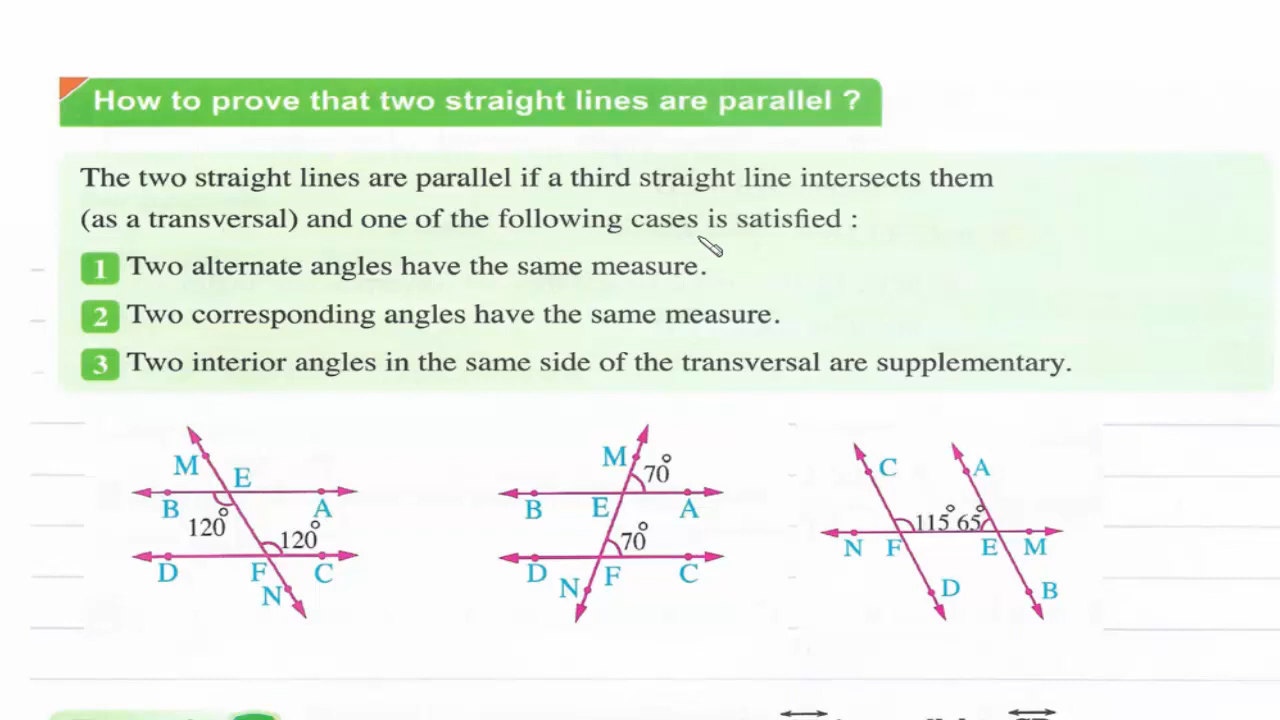 How to prove that two straight lines are parallel ?
The two straight lines are parallel if a third straight line intersects them
(as a transversal) and one of the following cases is satisfied :
1 Two alternate angles have the same measure.
2 Two corresponding angles have the same measure.
3 Two interior angles in the same side of the transversal are supplementary.
M E
B A
120° 120°
D F C
N
M 70°
B E A
70°
D F C
N
C A
115° 65°
N F E M
D B